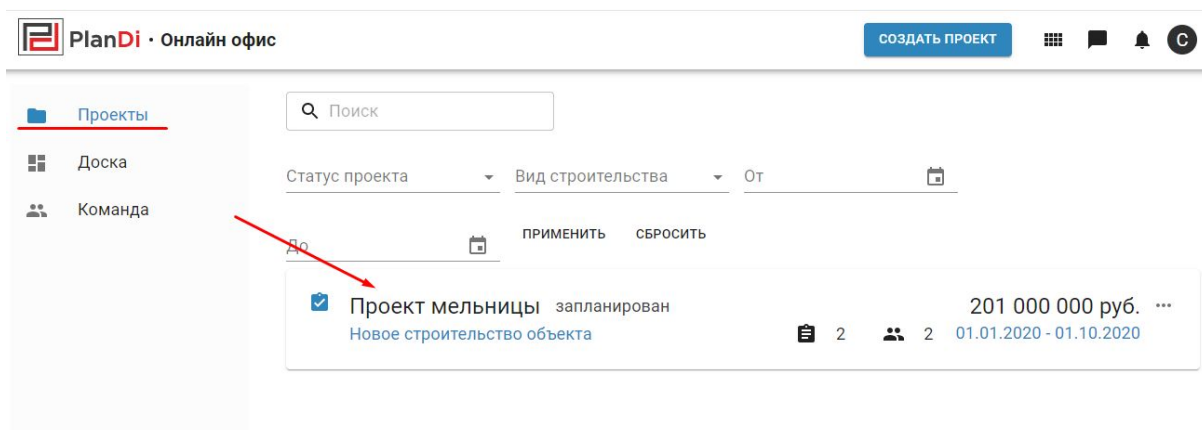 PlanDi · Онлайн офис
СОЗДАТЬ ПРОЕКТ
C
Проекты
Доска
Команда
Поиск
Статус проекта
Вид строительства
От
До
ПРИМЕНИТЬ
СБРОСИТЬ
Проект мельницы запланирован
201 000 000 руб.
Новое строительство объекта
2
2
01.01.2020 - 01.10.2020